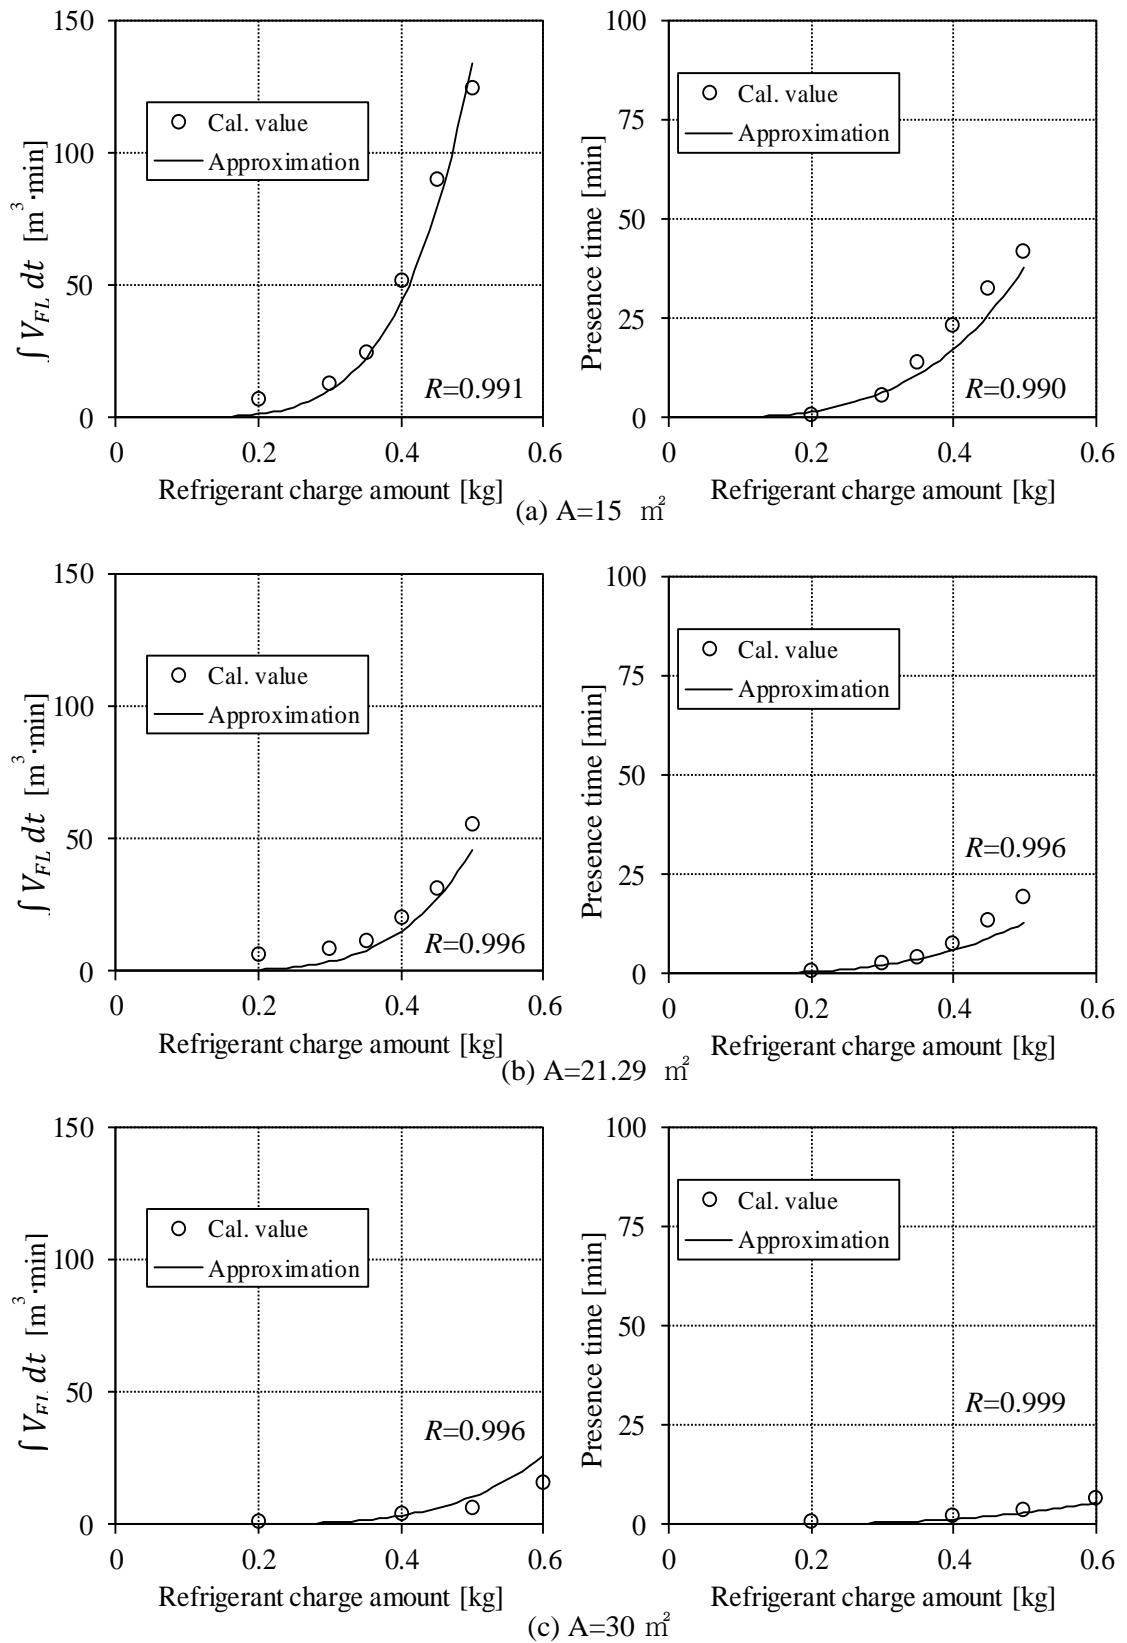 150
100
50
0
∫ V_FL dt [m³·min]
Cal. value
Approximation
R=0.991
0 0.2 0.4 0.6
Refrigerant charge amount [kg]
100
75
50
25
0
Presence time [min]
Cal. value
Approximation
R=0.990
0 0.2 0.4 0.6
Refrigerant charge amount [kg]
(a) A=15 ㎡
150
100
50
0
∫ V_FL dt [m³·min]
Cal. value
Approximation
R=0.996
0 0.2 0.4 0.6
Refrigerant charge amount [kg]
100
75
50
25
0
Presence time [min]
Cal. value
Approximation
R=0.996
0 0.2 0.4 0.6
Refrigerant charge amount [kg]
(b) A=21.29 ㎡
150
100
50
0
∫ V_FL dt [m³·min]
Cal. value
Approximation
R=0.996
0 0.2 0.4 0.6
Refrigerant charge amount [kg]
100
75
50
25
0
Presence time [min]
Cal. value
Approximation
R=0.999
0 0.2 0.4 0.6
Refrigerant charge amount [kg]
(c) A=30 ㎡